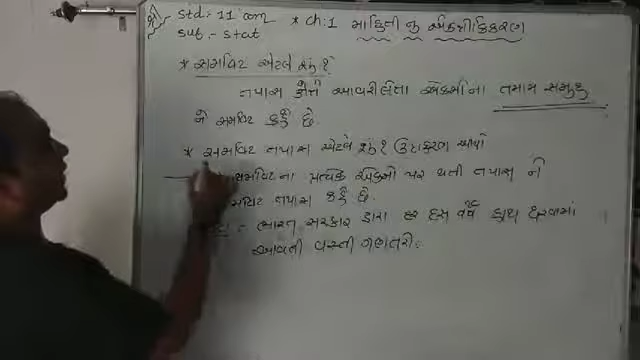 std:- 11 com * ch:1 માહિતી નુ એકત્રીકરણ
sub:- stat
* સમષ્ટિ એટલે શું?
તપાસ ક્ષેત્રે આવરી લેતા એકમોના તમામ સમુહ
ને સમષ્ટિ કહે છે.
* સમષ્ટિ તપાસ એટલે શું? ઉદાહરણ આપો
સમષ્ટિના પ્રત્યેક એકમો પર થતી તપાસ ને
સમષ્ટિ તપાસ કહે છે.
:- ભારત સરકાર દ્વારા દર દસ વર્ષે હાથ ધરવામાં
આવતી વસ્તી ગણતરી.